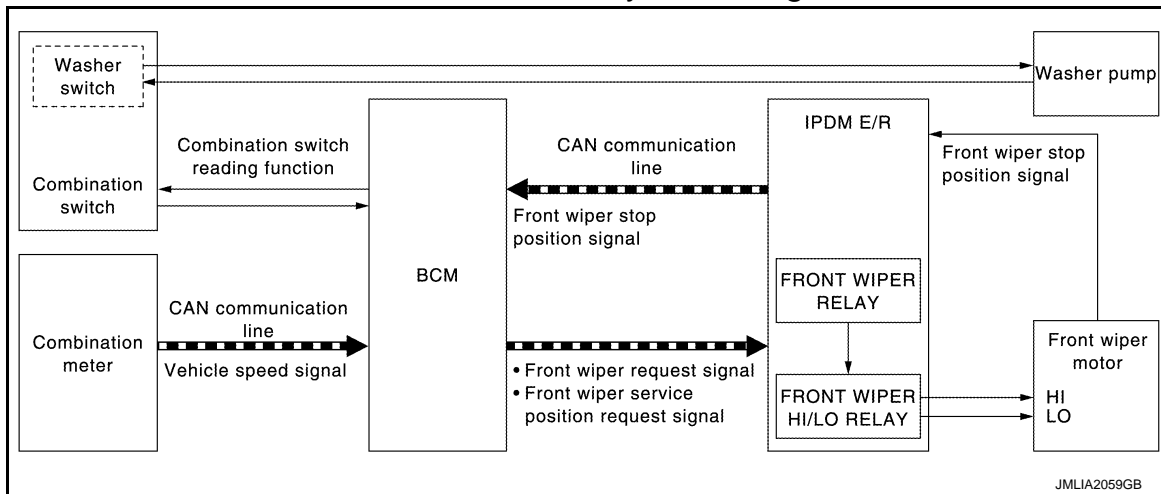 Washer
switch
Washer pump
IPDM E/R
Combination switch
reading function
CAN communication
line
Front wiper stop
position signal
Combination
switch
Front wiper stop
position signal
BCM
FRONT WIPER
RELAY
CAN communication
line
Combination
meter
Vehicle speed signal
• Front wiper request signal
• Front wiper service
position request signal
FRONT WIPER
HI/LO RELAY
Front wiper
motor
HI
LO
JMLIA2059GB